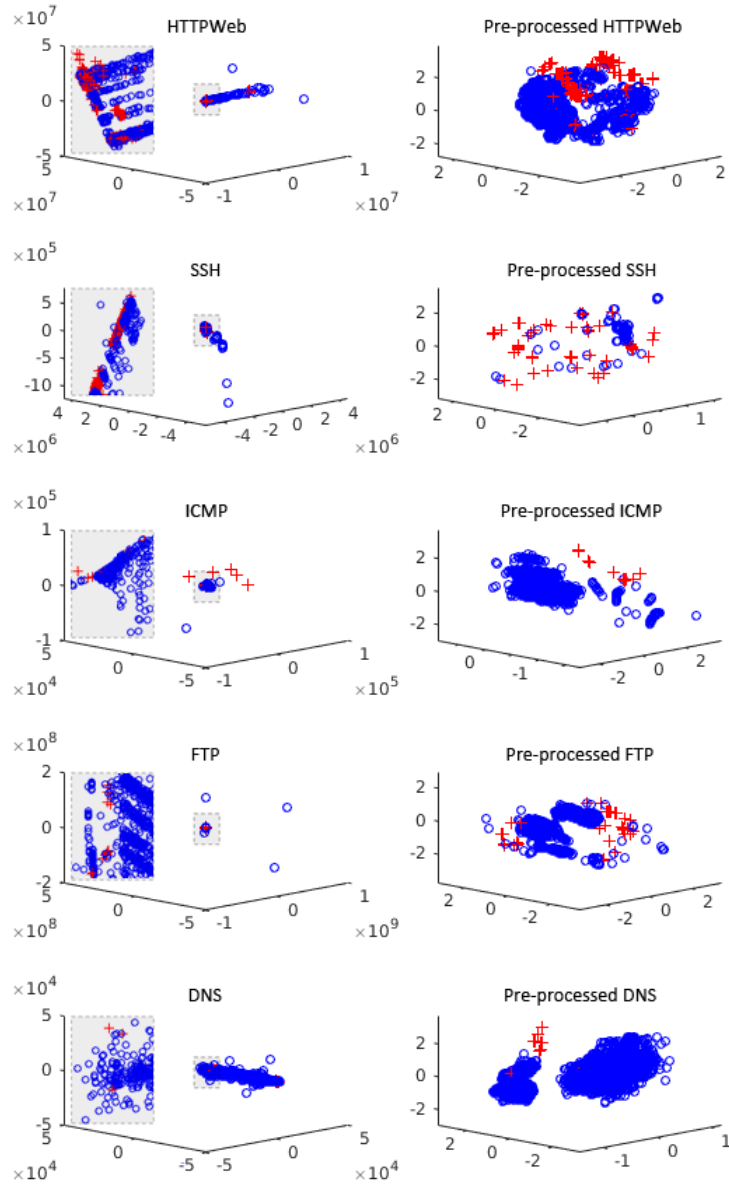 ×10^7 HTTPWeb Pre-processed HTTPWeb
5
0
-5
5 0 -5 -1 0 1
×10^7 ×10^7
2
0
-2
2 0 -2 -2 0 2
×10^5 SSH Pre-processed SSH
5
0
-5
-10
4 2 0 -2 -4 -4 -2 0 2 4
×10^6 ×10^6
2
0
-2
2 0 -2 0 1
×10^5 ICMP Pre-processed ICMP
1
0
-1
5 0 -5 -1 0 1
×10^4 ×10^5
2
0
-2
0 -1 -2 0 2
×10^8 FTP Pre-processed FTP
2
0
-2
5 0 -5 -1 0 1
×10^8 ×10^9
2
0
-2
2 0 -2 -2 0 2
×10^4 DNS Pre-processed DNS
5
0
-5
5 0 -5 -5 0 5
×10^4 ×10^4
2
0
-2
2 0 -2 -1 0 1